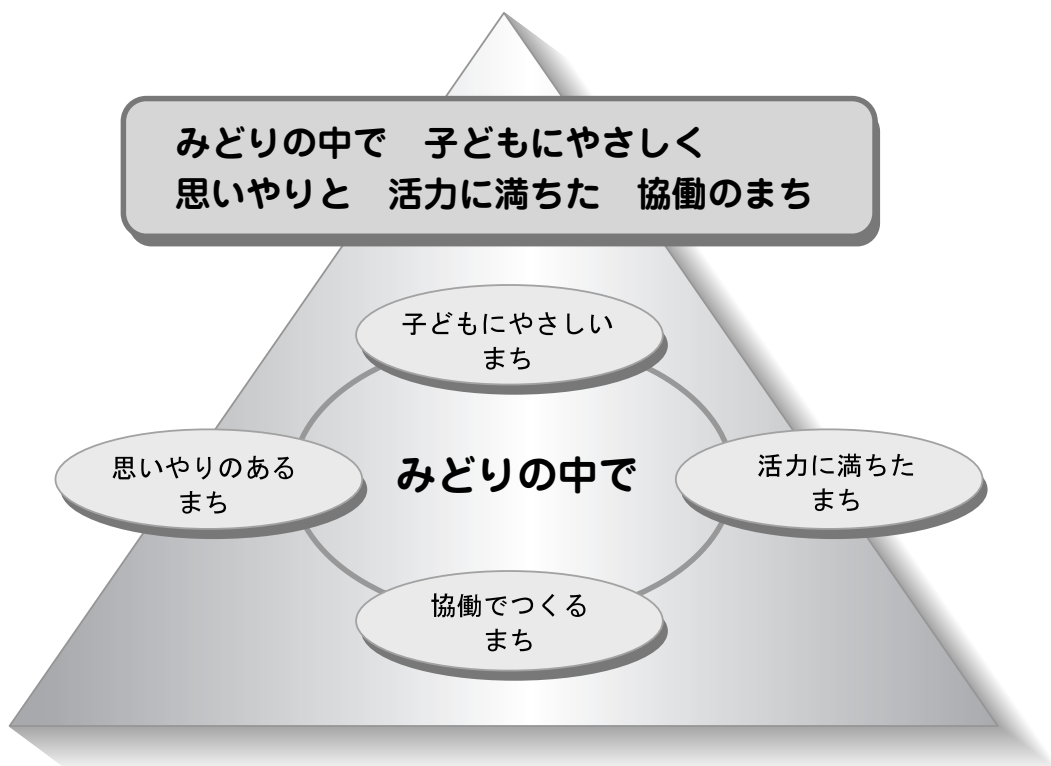 みどりの中で　子どもにやさしく
思いやりと　活力に満ちた　協働のまち
子どもにやさしい
まち
思いやりのある
まち
みどりの中で
活力に満ちた
まち
協働でつくる
まち